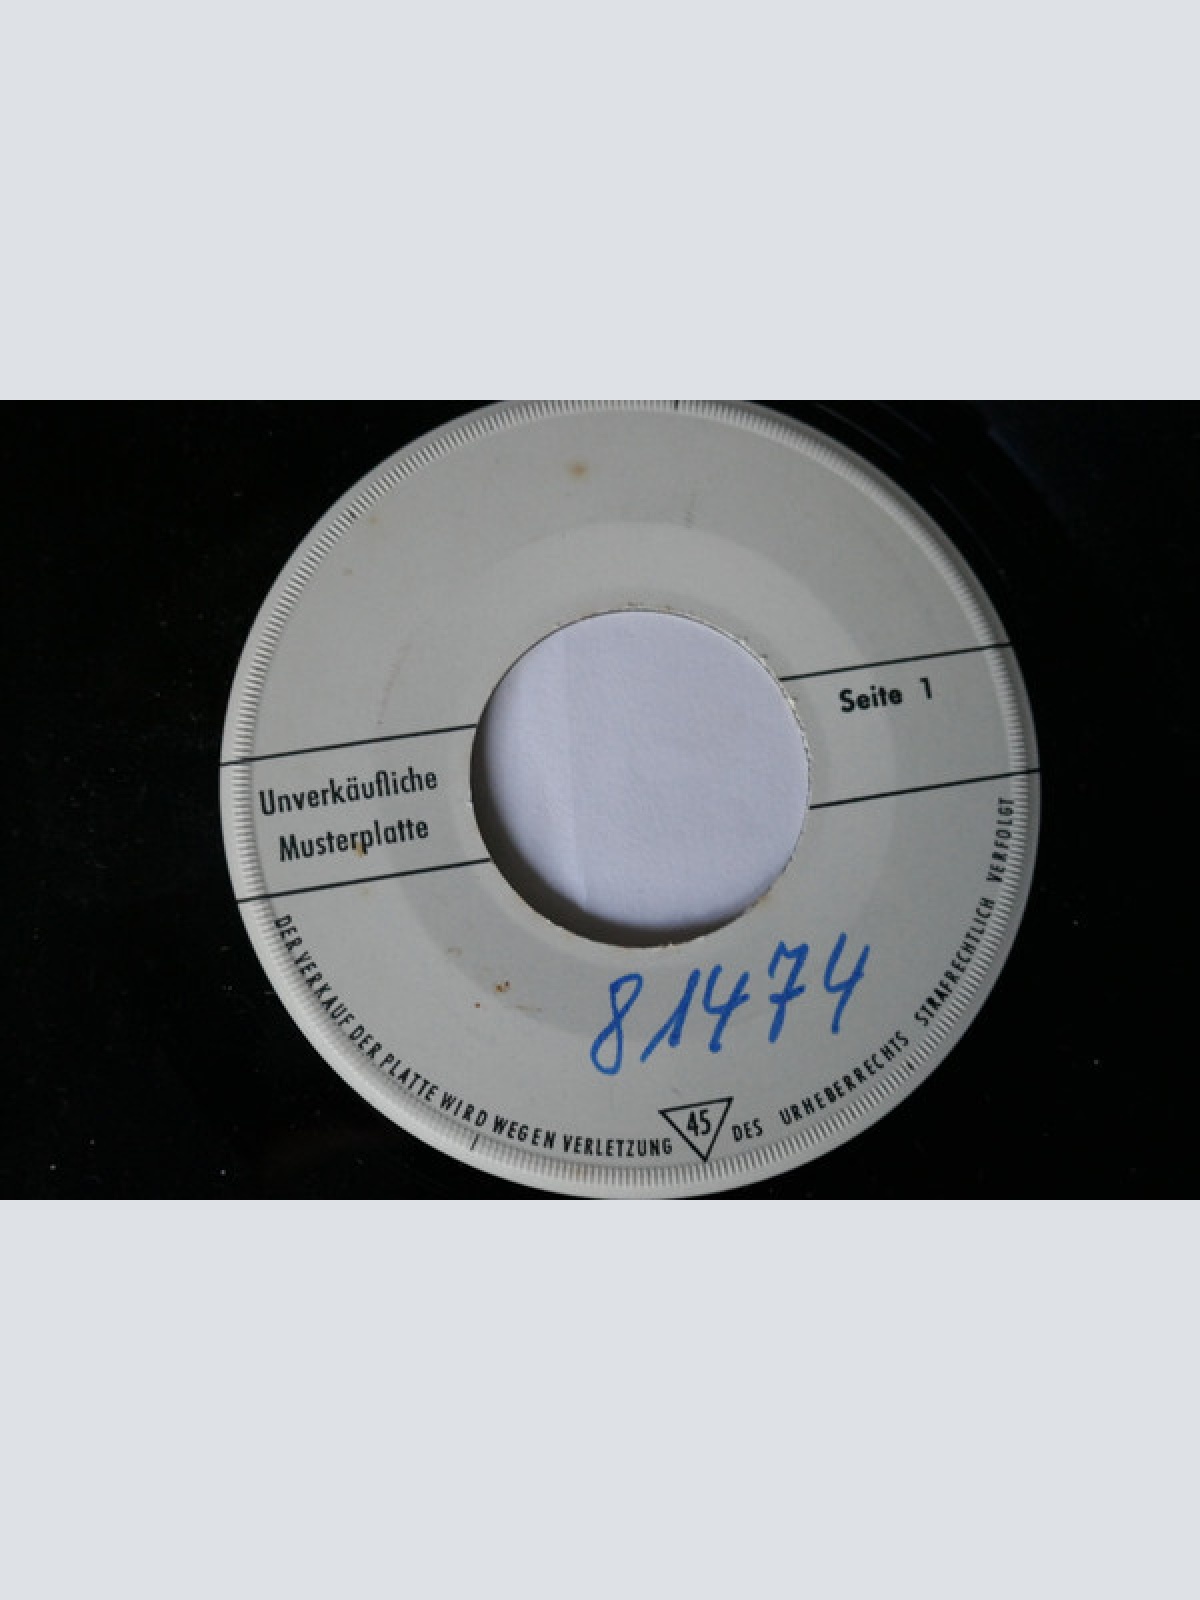 Seite 1
Unverkäufliche
Musterplatte
81474
DER VERKAUF DER PLATTE WIRD WEGEN VERLETZUNG DES URHEBERRECHTS STRAFRECHTLICH VERFOLGT
45